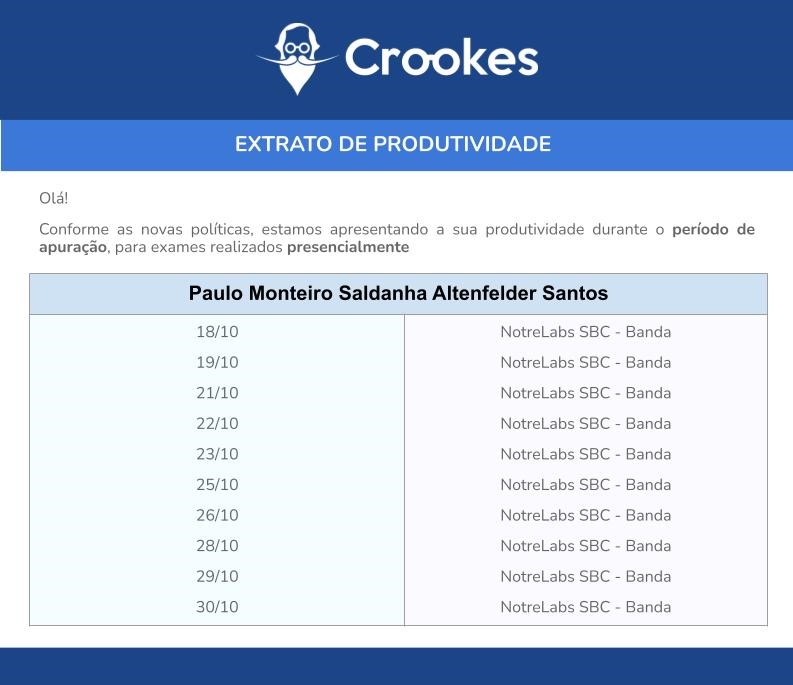 Crookes
EXTRATO DE PRODUTIVIDADE
Olá!
Conforme as novas políticas, estamos apresentando a sua produtividade durante o período de
apuração, para exames realizados presencialmente
Paulo Monteiro Saldanha Altenfelder Santos
18/10 NotreLabs SBC - Banda
19/10 NotreLabs SBC - Banda
21/10 NotreLabs SBC - Banda
22/10 NotreLabs SBC - Banda
23/10 NotreLabs SBC - Banda
25/10 NotreLabs SBC - Banda
26/10 NotreLabs SBC - Banda
28/10 NotreLabs SBC - Banda
29/10 NotreLabs SBC - Banda
30/10 NotreLabs SBC - Banda